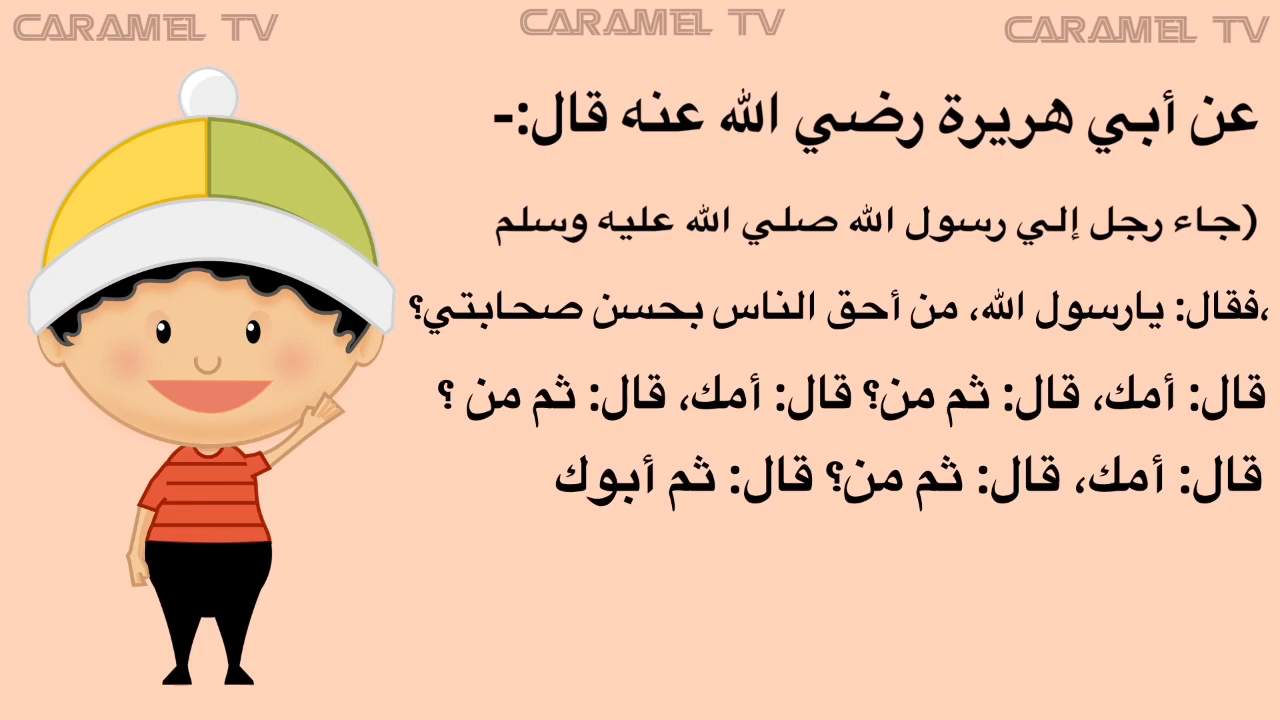 CARAMEL TV CARAMEL TV CARAMEL TV
عن أبي هريرة رضي الله عنه قال:-
(جاء رجل إلي رسول الله صلي الله عليه وسلم
،فقال: يارسول الله، من أحق الناس بحسن صحابتي؟
قال: أمك، قال: ثم من؟ قال: أمك، قال: ثم من ؟
قال: أمك، قال: ثم من؟ قال: ثم أبوك